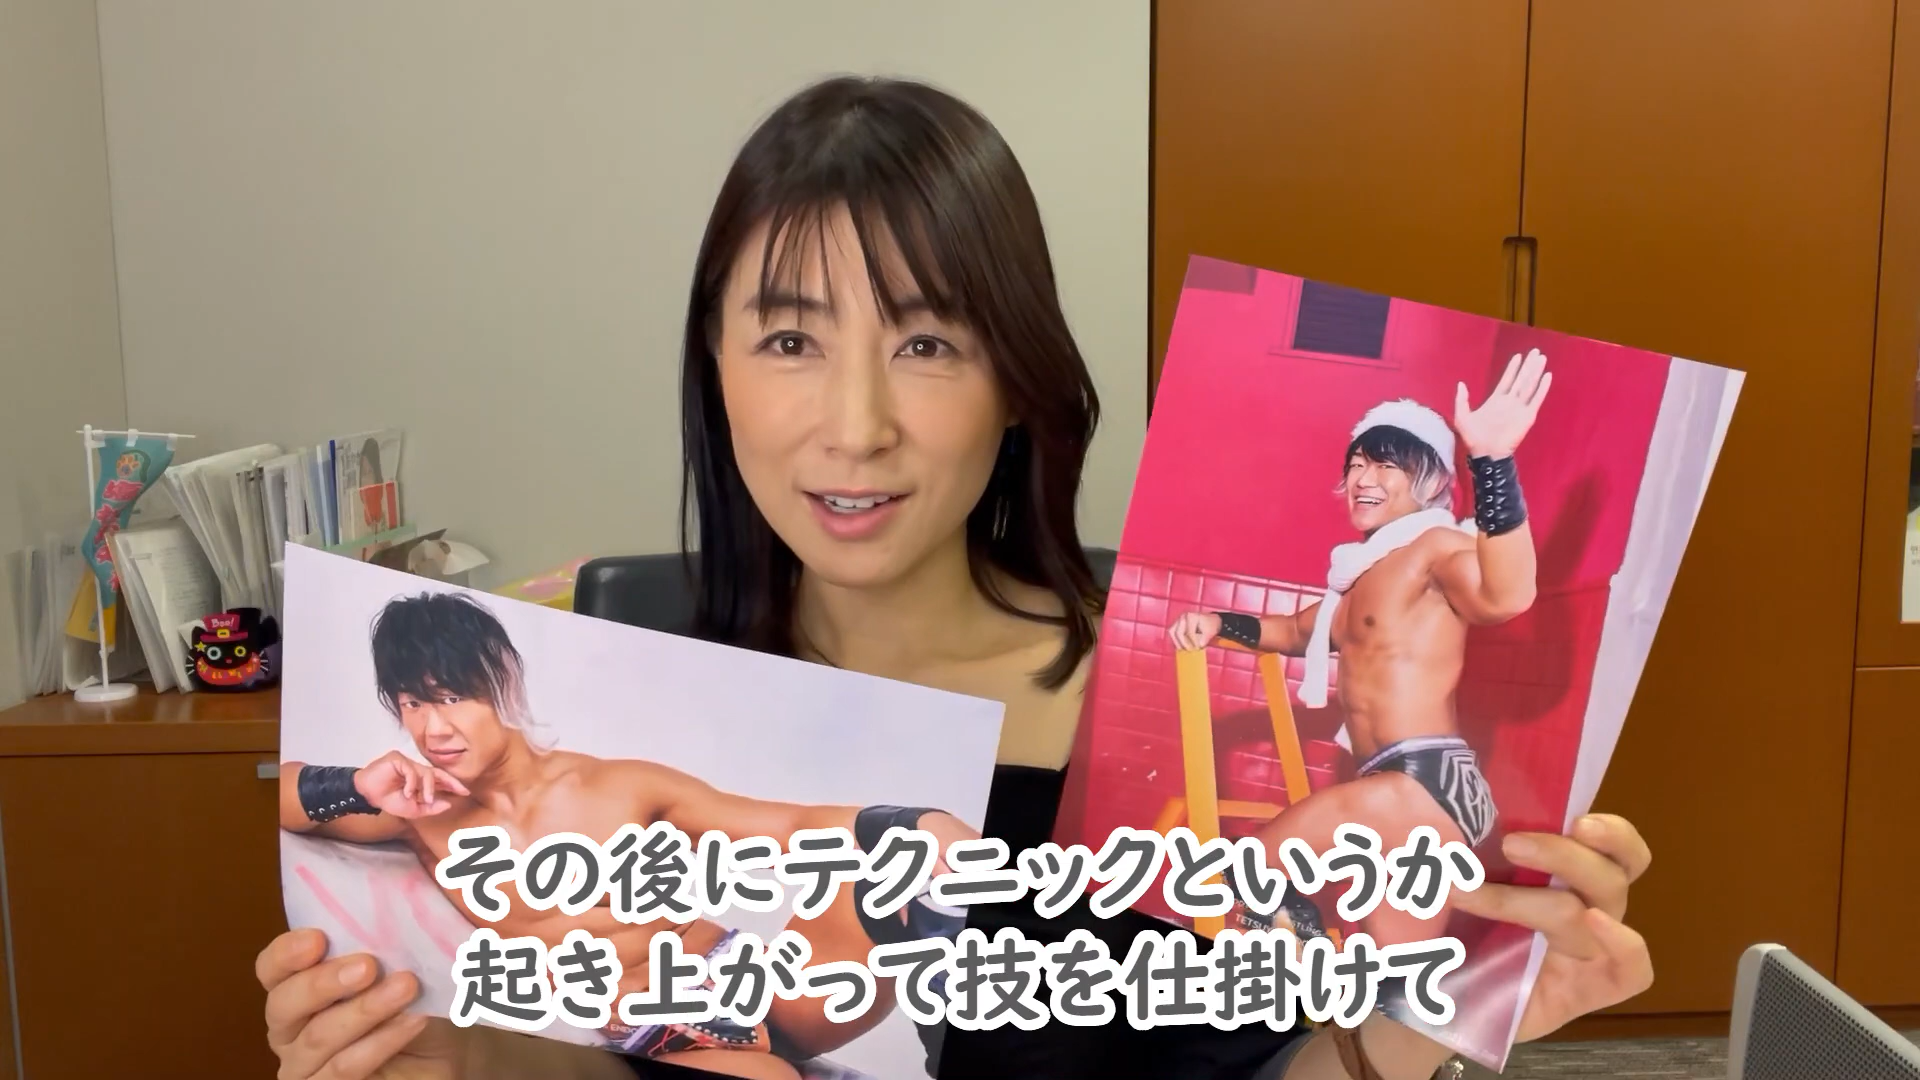 Boo!
その後にテクニックというか
起き上がって技を仕掛けて